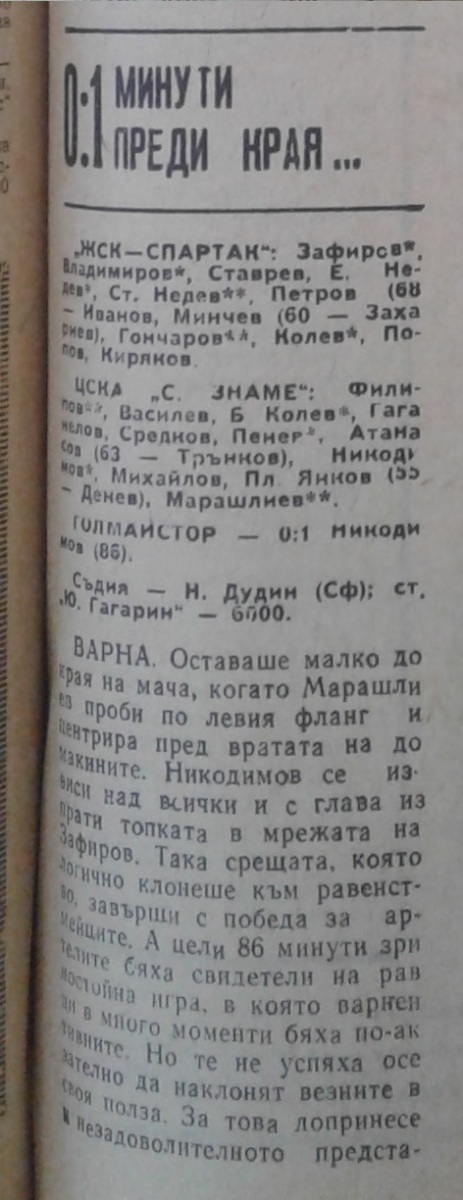 0:1 МИНУТИ
ПРЕДИ КРАЯ...
„ЖСК—СПАРТАК“: Зафиров*,
Владимиров*, Ставрев, Е. Не-
дев*, Ст. Недев**, Петров (68
— Иванов, Минчев (60 — Заха
риев), Гончаров**, Колев*, По-
пов, Киряков.
ЦСКА „С. ЗНАМЕ“: Фили-
пов**, Василев, Б Колев*, Гага
нелов, Средков, Пенев*, Атана
сов (63 — Трънков), Никоди
мов*, Михайлов, Пл. Янков (55
— Денев), Марашлиев**.
ГОЛМАЙСТОР — 0:1 Никоди
мов (86).
Съдия — Н. Дудин (Сф); ст.
„Ю. Гагарин“ — 6000.
ВАРНА. Оставаше малко до
края на мача, когато Марашли
ев проби по левия фланг и
центрира пред вратата на до
макините. Никодимов се из-
виси над всички и с глава из
прати топката в мрежата на
Зафиров. Така срещата, която
логично клонеше към равенст-
во, завърши с победа за ар-
мейците. А цели 86 минути зри
телите бяха свидетели на рав
ностойна игра, в която варнен
ци в много моменти бяха по-ак
тивните. Но те не успяха осе
зателно да наклонят везните в
своя полза. За това лопринесе
и незадоволителното предста-